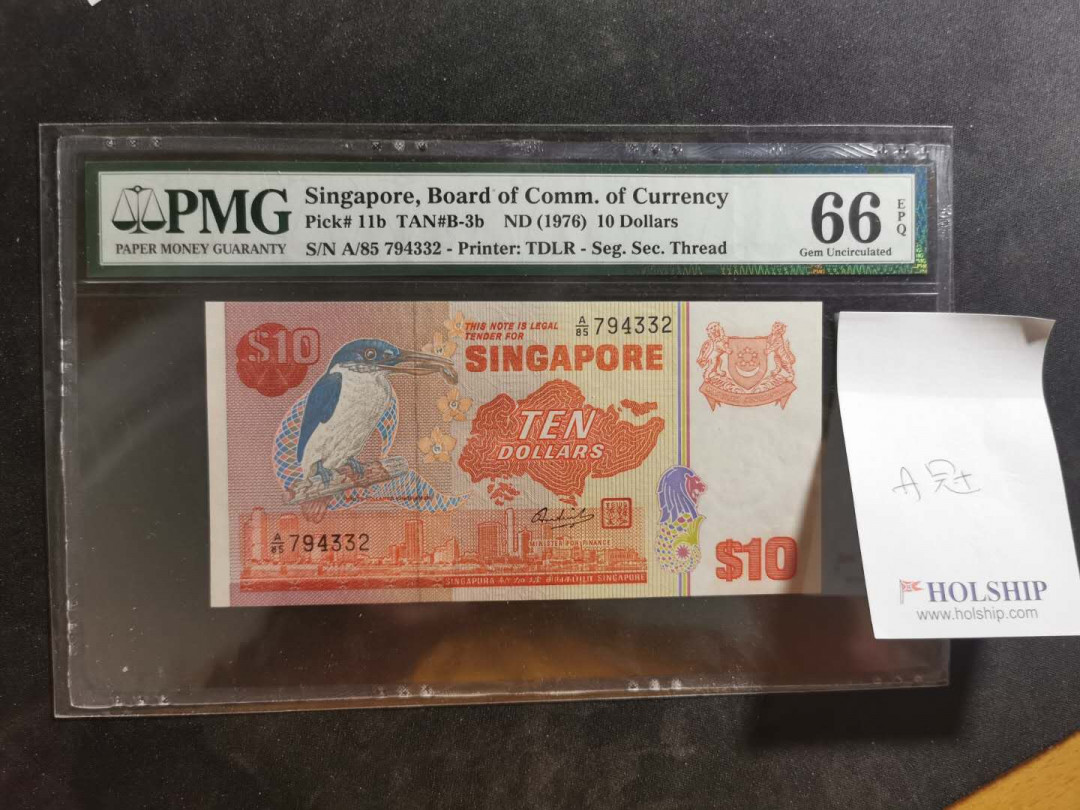 PMG
PAPER MONEY GUARANTY
Singapore, Board of Comm. of Currency
Pick# 11b TAN#B-3b ND (1976) 10 Dollars
S/N A/85 794332 - Printer: TDLR - Seg. Sec. Thread
66
EPQ
Gem Uncirculated
$10
THIS NOTE IS LEGAL
TENDER FOR
SINGAPORE
A/85 794332
TEN
DOLLARS
A/85 794332
MINISTER FOR FINANCE
$10
A冠
HOLSHIP
www.holship.com